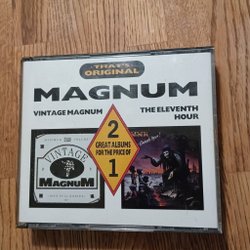 THAT'S
ORIGINAL
MAGNUM
VINTAGE MAGNUM
THE ELEVENTH
HOUR
2
GREAT ALBUMS
FOR THE PRICE OF
1
VINTAGE
MAGNUM